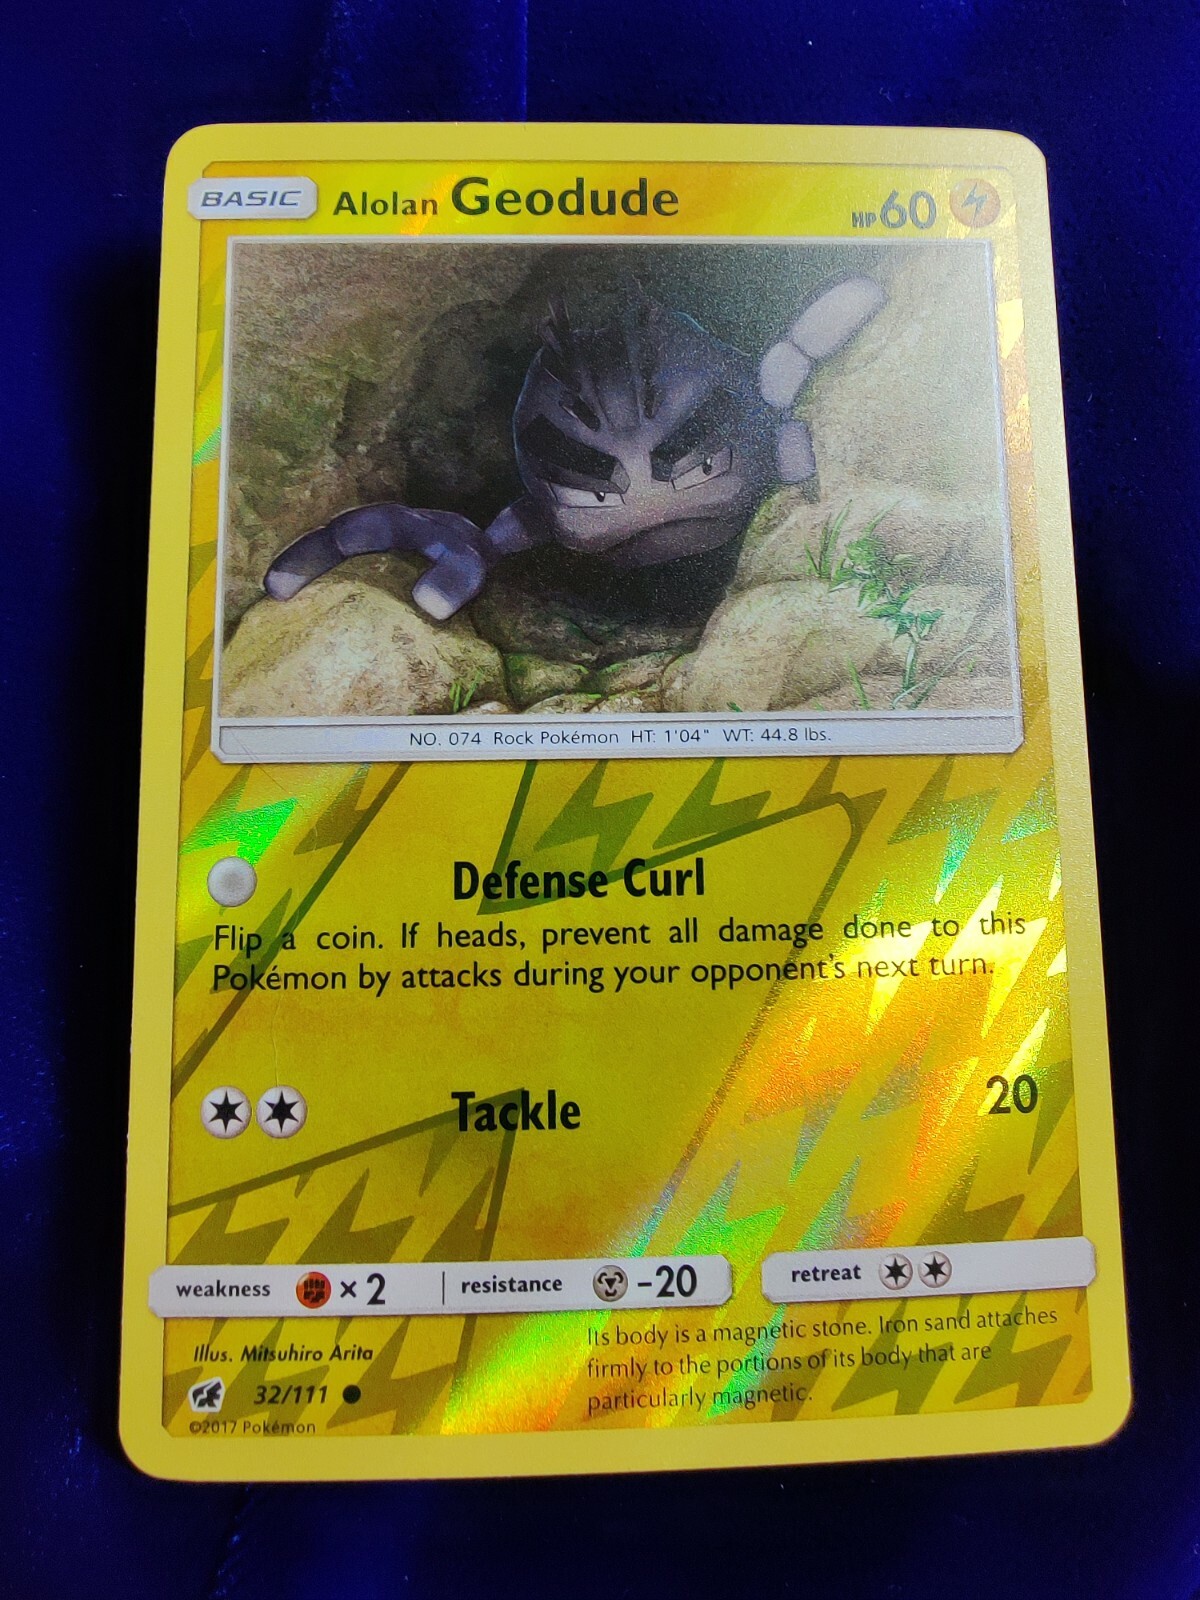 BASIC Alolan Geodude HP60
NO. 074 Rock Pokémon HT: 1'04" WT: 44.8 lbs.
Defense Curl
Flip a coin. If heads, prevent all damage done to this
Pokémon by attacks during your opponent's next turn.
Tackle 20
weakness ×2 resistance -20 retreat
Illus. Mitsuhiro Arita
32/111
©2017 Pokémon
Its body is a magnetic stone. Iron sand attaches
firmly to the portions of its body that are
particularly magnetic.